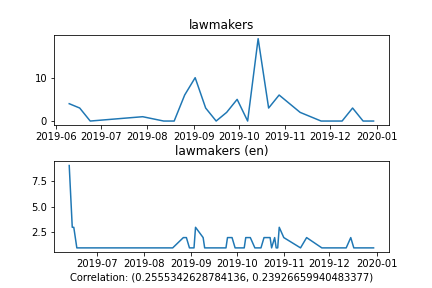 lawmakers
10
0
2019-06 2019-07 2019-08 2019-09 2019-10 2019-11 2019-12 2020-01
lawmakers (en)
7.5
5.0
2.5
2019-07 2019-08 2019-09 2019-10 2019-11 2019-12 2020-01
Correlation: (0.2555342628784136, 0.23926659940483377)